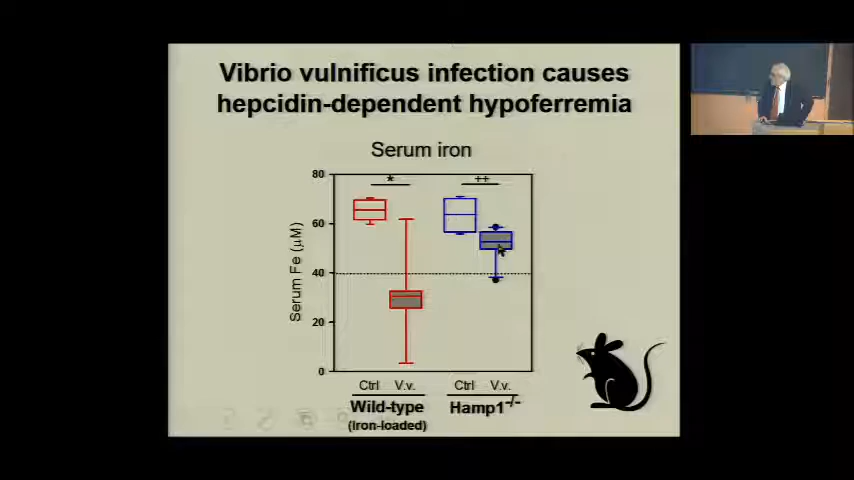 Vibrio vulnificus infection causes
hepcidin-dependent hypoferremia
Serum iron
* ++
80
60
40
20
0
Serum Fe (µM)
Ctrl V.v. Ctrl V.v.
Wild-type Hamp1-/-
(Iron-loaded)